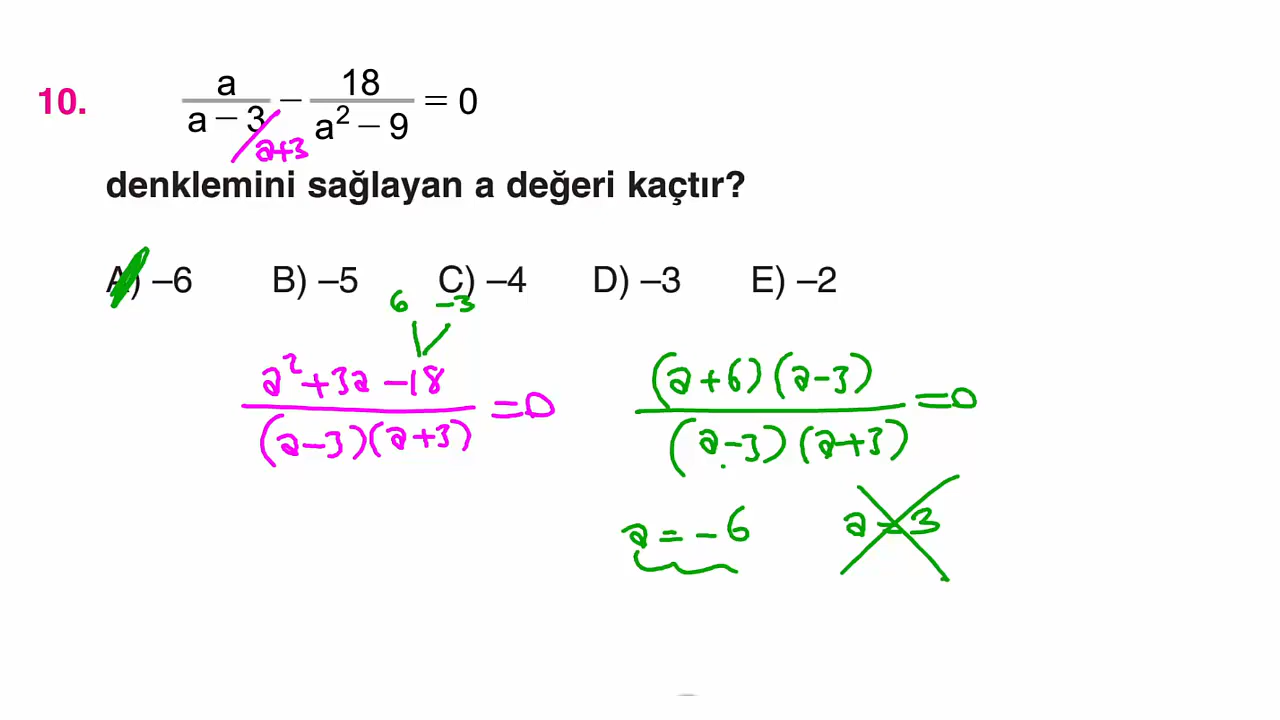 10. a/(a − 3) − 18/(a² − 9) = 0
a+3
denklemini sağlayan a değeri kaçtır?
A) −6 B) −5 C) −4 D) −3 E) −2
6 −3
(a² + 3a − 18)/((a−3)(a+3)) = 0
((a+6)(a−3))/((a−3)(a+3)) = 0
a = −6 a = 3